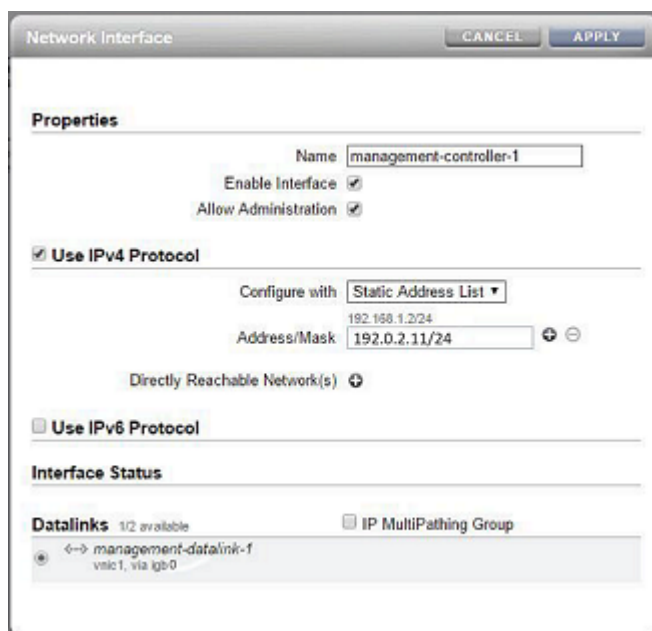 Network Interface CANCEL APPLY
Properties
Name management-controller-1
Enable Interface
Allow Administration
Use IPv4 Protocol
Configure with Static Address List
192.168.1.2/24
Address/Mask 192.0.2.11/24
Directly Reachable Network(s)
Use IPv6 Protocol
Interface Status
Datalinks 1/2 available IP MultiPathing Group
management-datalink-1
vnic1, via igb0